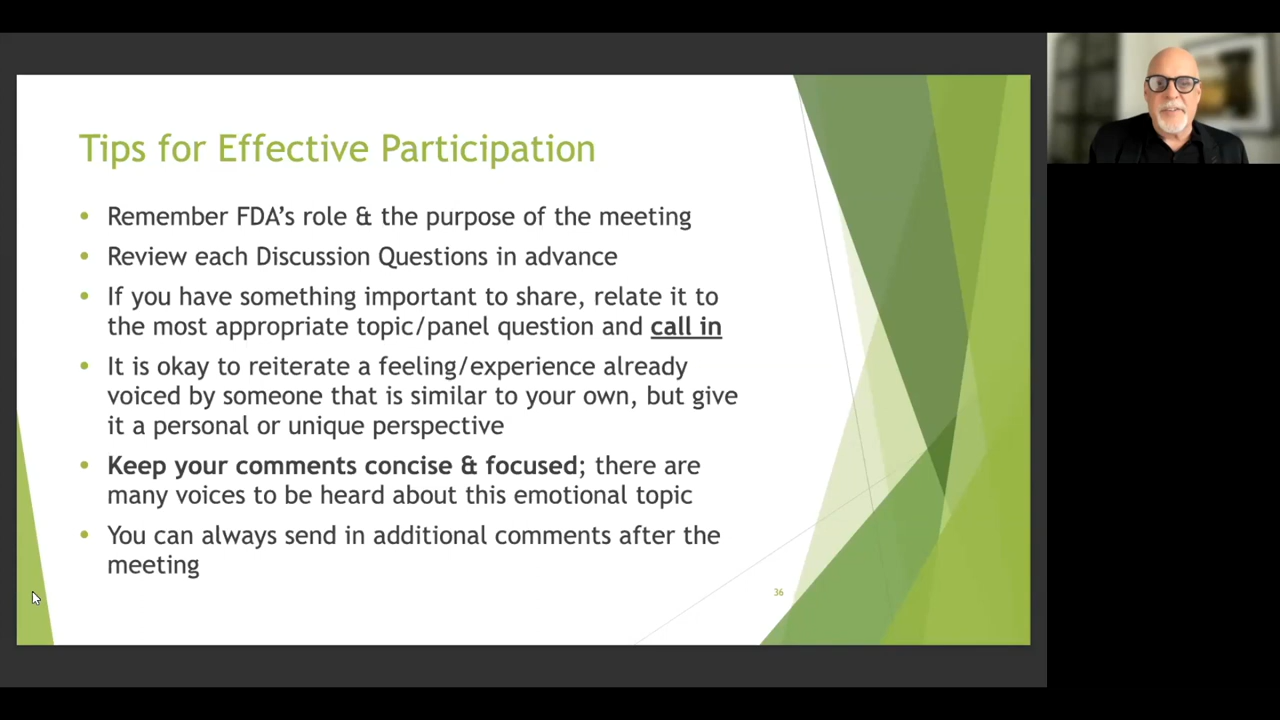 Tips for Effective Participation
• Remember FDA’s role & the purpose of the meeting
• Review each Discussion Questions in advance
• If you have something important to share, relate it to
the most appropriate topic/panel question and call in
• It is okay to reiterate a feeling/experience already
voiced by someone that is similar to your own, but give
it a personal or unique perspective
• Keep your comments concise & focused; there are
many voices to be heard about this emotional topic
• You can always send in additional comments after the
meeting
36